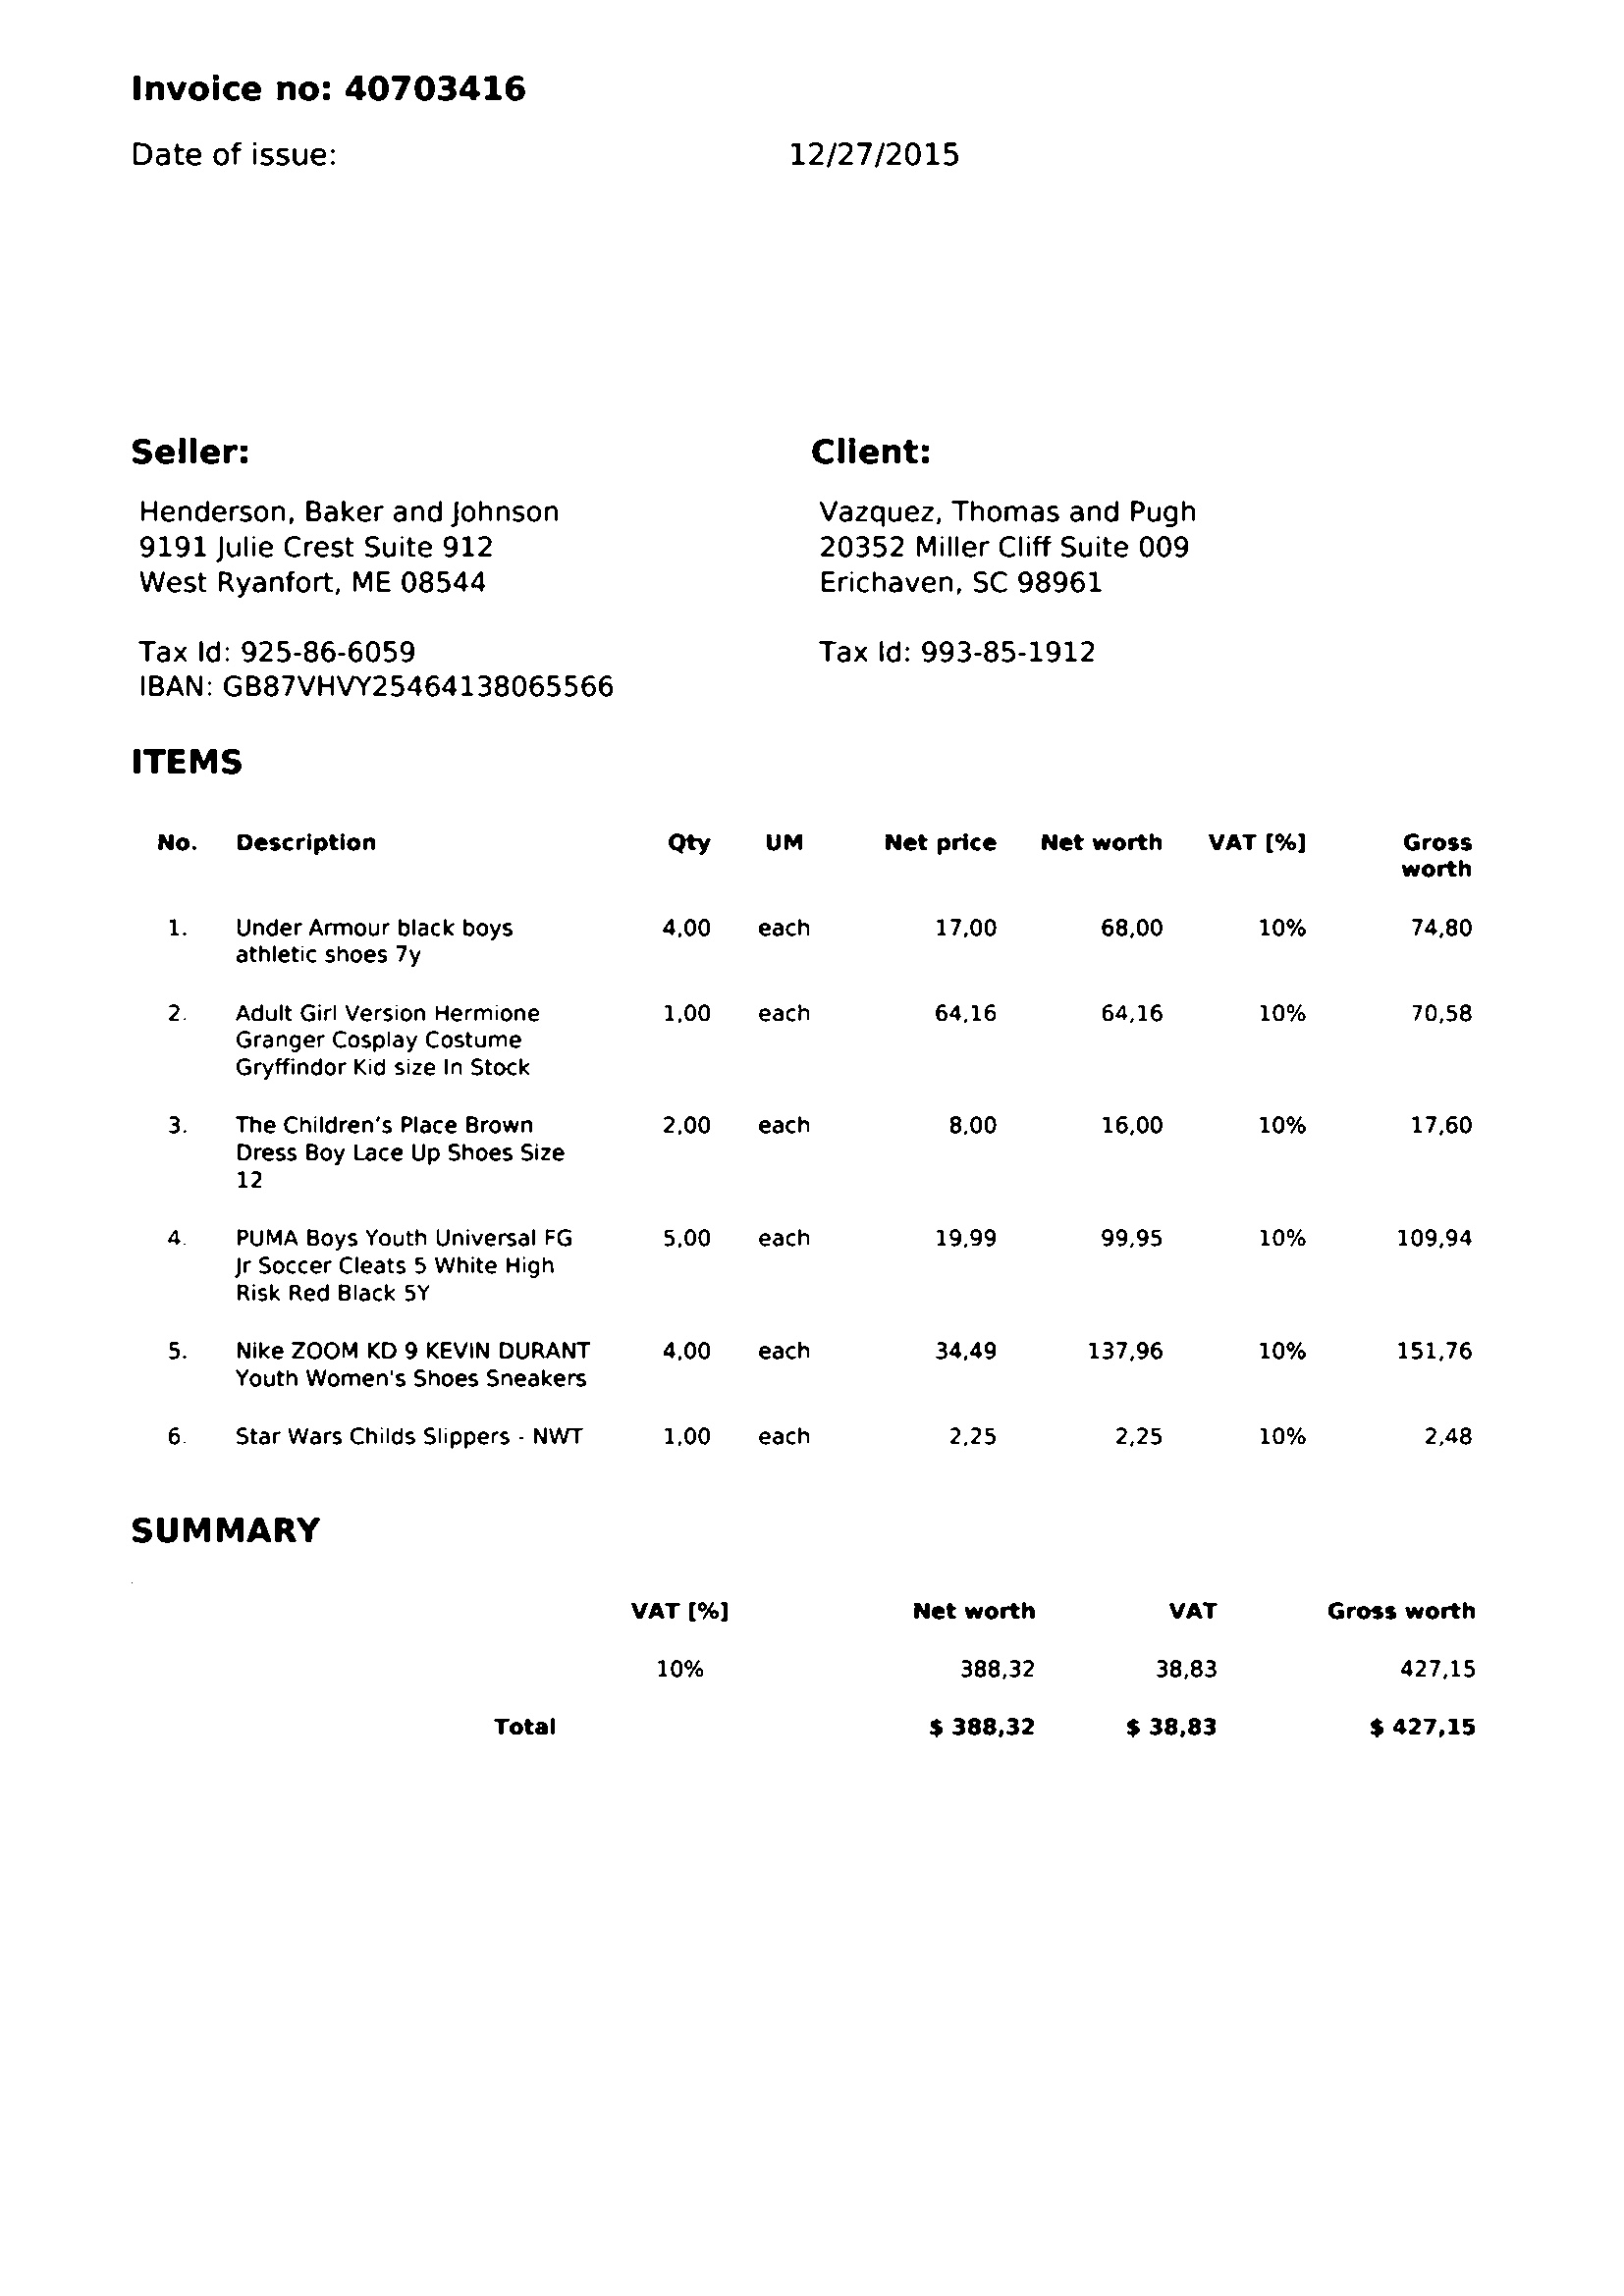 Invoice no: 40703416
Date of issue: 12/27/2015
Seller: Client:
Henderson, Baker and Johnson Vazquez, Thomas and Pugh
9191 Julie Crest Suite 912 20352 Miller Cliff Suite 009
West Ryanfort, ME 08544 Erichaven, SC 98961
Tax Id: 925-86-6059 Tax Id: 993-85-1912
IBAN: GB87VHVY25464138065566
ITEMS
No. Description Qty UM Net price Net worth VAT [%] Gross
worth
1. Under Armour black boys 4,00 each 17,00 68,00 10% 74,80
athletic shoes 7y
2. Adult Girl Version Hermione 1,00 each 64,16 64,16 10% 70,58
Granger Cosplay Costume
Gryffindor Kid size In Stock
3. The Children's Place Brown 2,00 each 8,00 16,00 10% 17,60
Dress Boy Lace Up Shoes Size
12
4. PUMA Boys Youth Universal FG 5,00 each 19,99 99,95 10% 109,94
Jr Soccer Cleats 5 White High
Risk Red Black 5Y
5. Nike ZOOM KD 9 KEVIN DURANT 4,00 each 34,49 137,96 10% 151,76
Youth Women's Shoes Sneakers
6. Star Wars Childs Slippers - NWT 1,00 each 2,25 2,25 10% 2,48
SUMMARY
VAT [%] Net worth VAT Gross worth
10% 388,32 38,83 427,15
Total $ 388,32 $ 38,83 $ 427,15